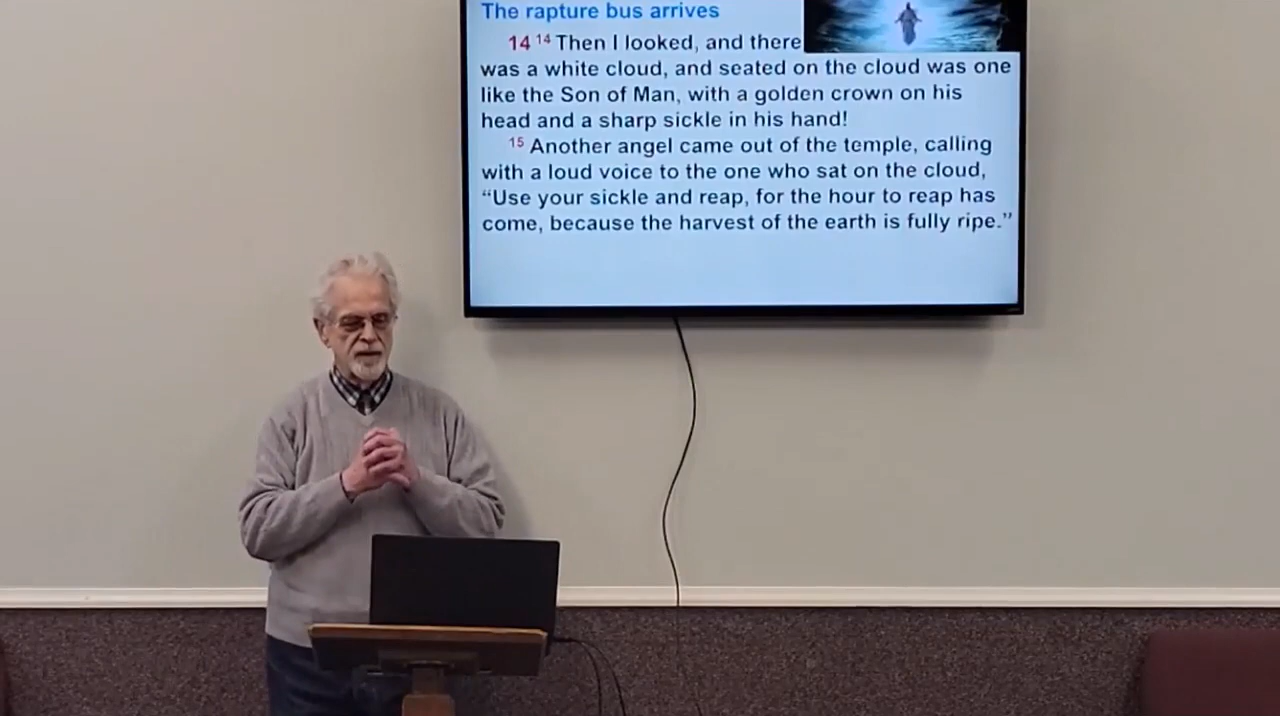 The rapture bus arrives
14 14 Then I looked, and there
was a white cloud, and seated on the cloud was one
like the Son of Man, with a golden crown on his
head and a sharp sickle in his hand!
15 Another angel came out of the temple, calling
with a loud voice to the one who sat on the cloud,
“Use your sickle and reap, for the hour to reap has
come, because the harvest of the earth is fully ripe.”